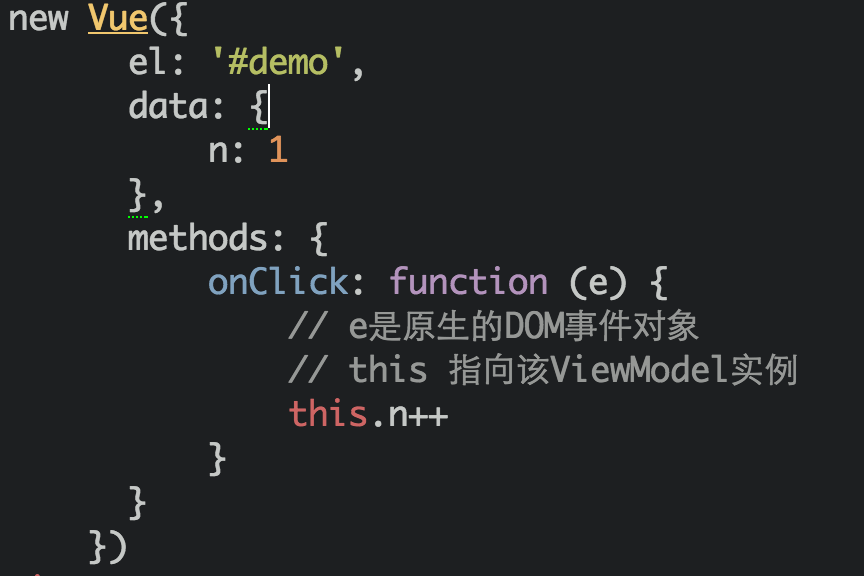 new Vue({
el: '#demo',
data: {
n: 1
},
methods: {
onClick: function (e) {
// e是原生的DOM事件对象
// this 指向该ViewModel实例
this.n++
}
}
})